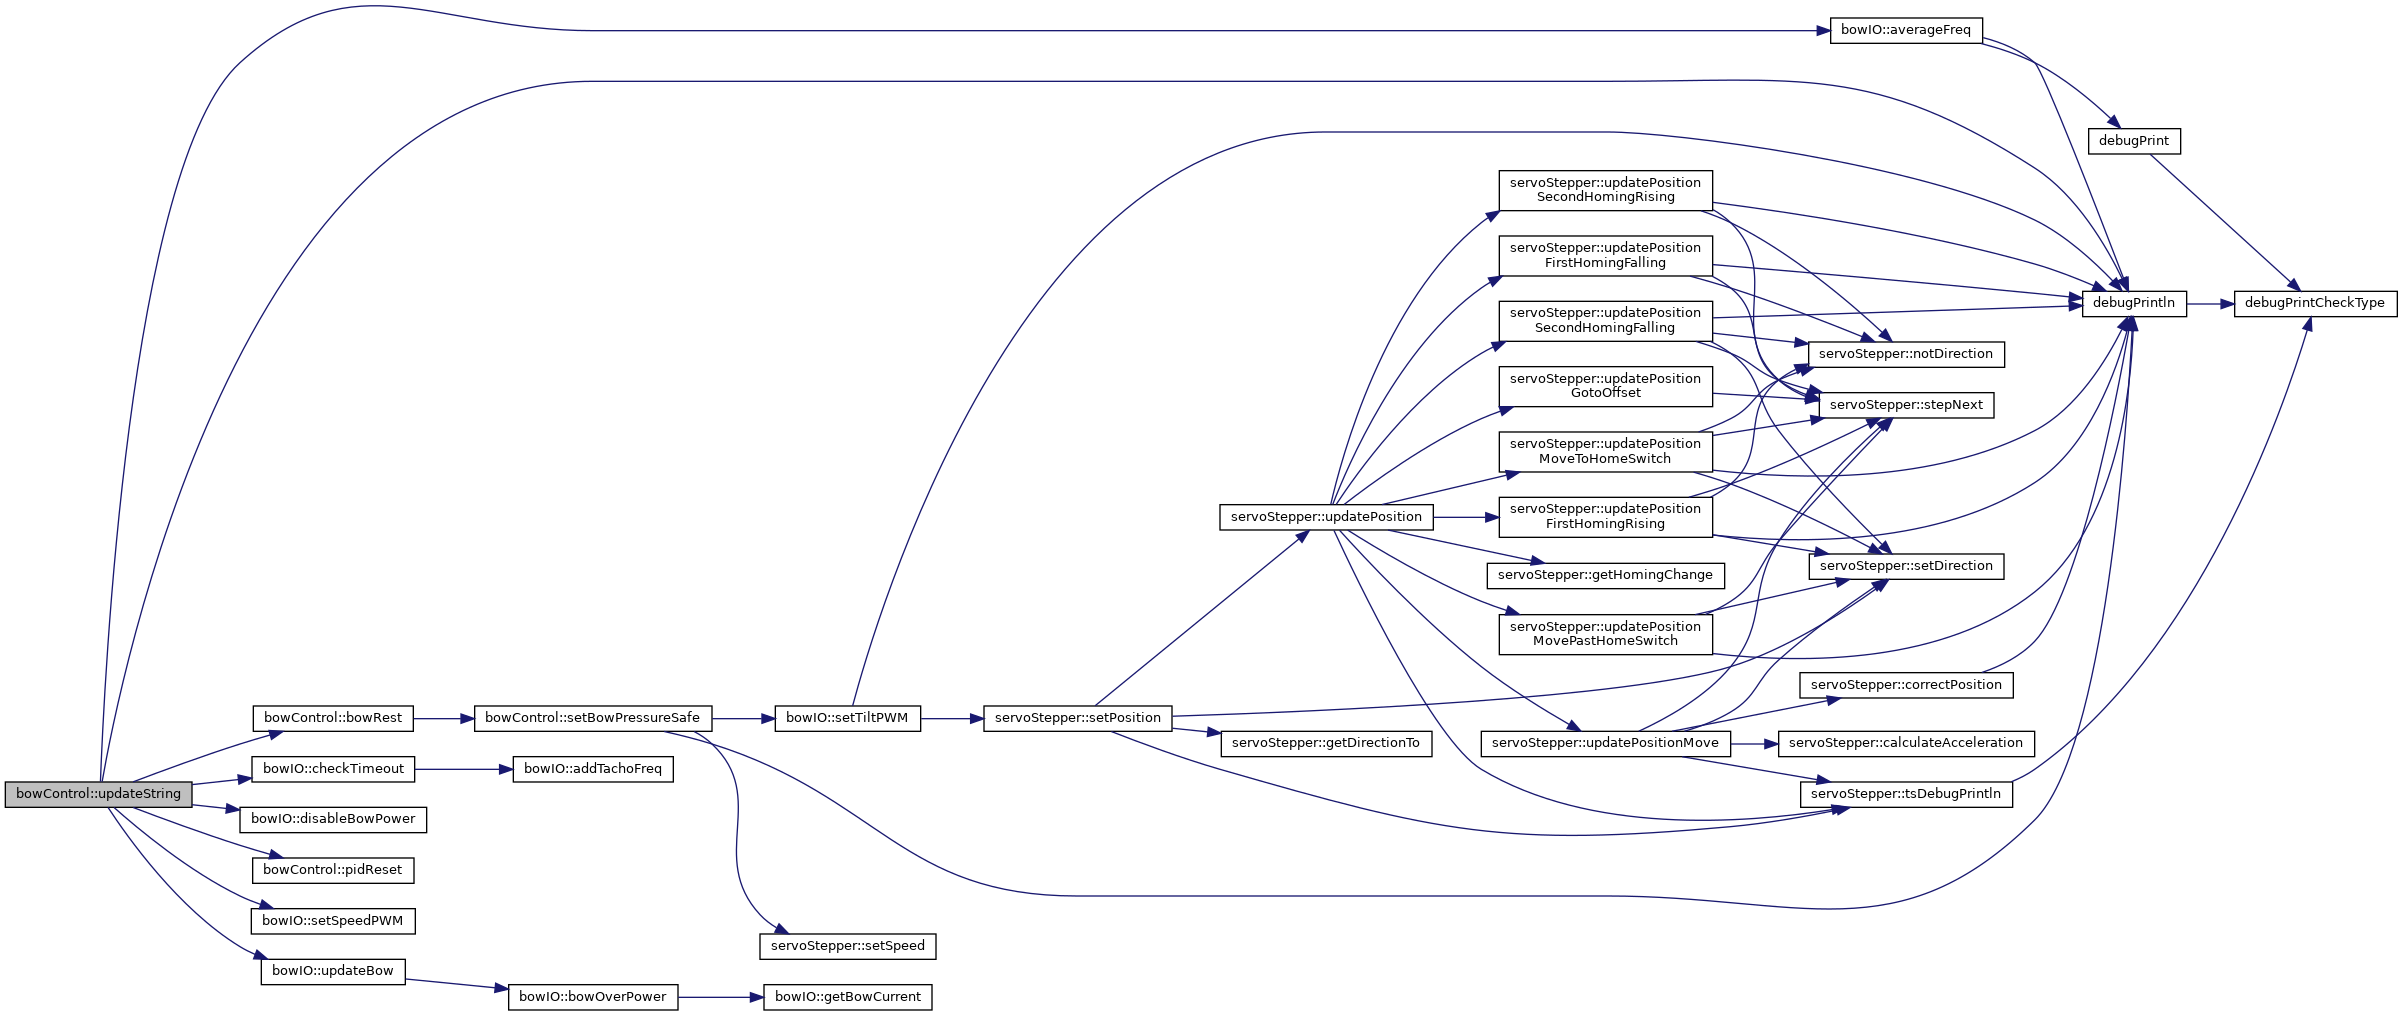 bowIO::averageFreq
debugPrint
servoStepper::updatePosition
SecondHomingRising
servoStepper::updatePosition
FirstHomingFalling
servoStepper::updatePosition
SecondHomingFalling
debugPrintln
debugPrintCheckType
servoStepper::notDirection
servoStepper::updatePosition
GotoOffset
servoStepper::stepNext
servoStepper::updatePosition
MoveToHomeSwitch
servoStepper::updatePosition
servoStepper::updatePosition
FirstHomingRising
servoStepper::setDirection
servoStepper::getHomingChange
servoStepper::updatePosition
MovePastHomeSwitch
servoStepper::correctPosition
bowControl::bowRest
bowControl::setBowPressureSafe
bowIO::setTiltPWM
servoStepper::setPosition
servoStepper::getDirectionTo
servoStepper::updatePositionMove
servoStepper::calculateAcceleration
bowIO::checkTimeout
bowIO::addTachoFreq
bowControl::updateString
servoStepper::tsDebugPrintln
bowIO::disableBowPower
bowControl::pidReset
bowIO::setSpeedPWM
servoStepper::setSpeed
bowIO::updateBow
bowIO::bowOverPower
bowIO::getBowCurrent